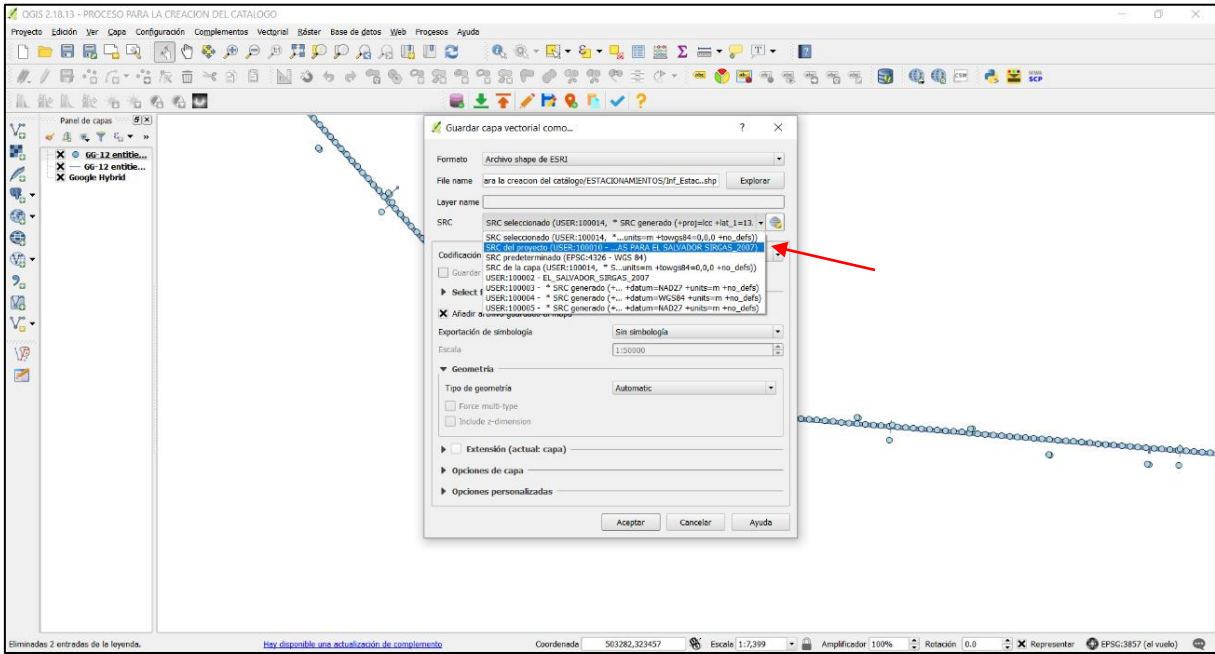 QGIS 2.18.13 - PROCESO PARA LA CREACION DEL CATALOGO
Proyecto Edición Ver Capa Configuración Complementos Vectorial Ráster Base de datos Web Procesos Ayuda
CSW
SCP
Panel de capas
GG-12 entitie...
GG-12 entitie...
Google Hybrid
Guardar capa vectorial como...
Formato Archivo shape de ESRI
File name ara la creacion del catálogo/ESTACIONAMIENTOS/Inf_Estac..shp Explorar
Layer name
SRC SRC seleccionado (USER:100014, * SRC generado (+proj=lcc +lat_1=13.
SRC seleccionado (USER:100014, *...units=m +towgs84=0,0,0 +no_defs))
Codificación SRC del proyecto (USER:100010 - ...AS PARA EL SALVADOR SIRGAS_2007)
SRC predeterminado (EPSG:4326 - WGS 84)
Guardar SRC de la capa (USER:100014, * S...units=m +towgs84=0,0,0 +no_defs))
USER:100002 - EL_SALVADOR_SIRGAS_2007
Select USER:100003 - * SRC generado (+... +datum=NAD27 +units=m +no_defs)
USER:100004 - * SRC generado (+... +datum=WGS84 +units=m +no_defs)
USER:100005 - * SRC generado (+... +datum=NAD27 +units=m +no_defs)
Añadir archivo guardado al mapa
Exportación de simbología Sin simbología
Escala 1:50000
Geometría
Tipo de geometría Automatic
Force multi-type
Include z-dimension
Extensión (actual: capa)
Opciones de capa
Opciones personalizadas
Aceptar Cancelar Ayuda
Eliminadas 2 entradas de la leyenda. Hay disponible una actualización de complemento Coordenada 503282,323457 Escala 1:7,399 Amplificador 100% Rotación 0.0 Representar EPSG:3857 (al vuelo)